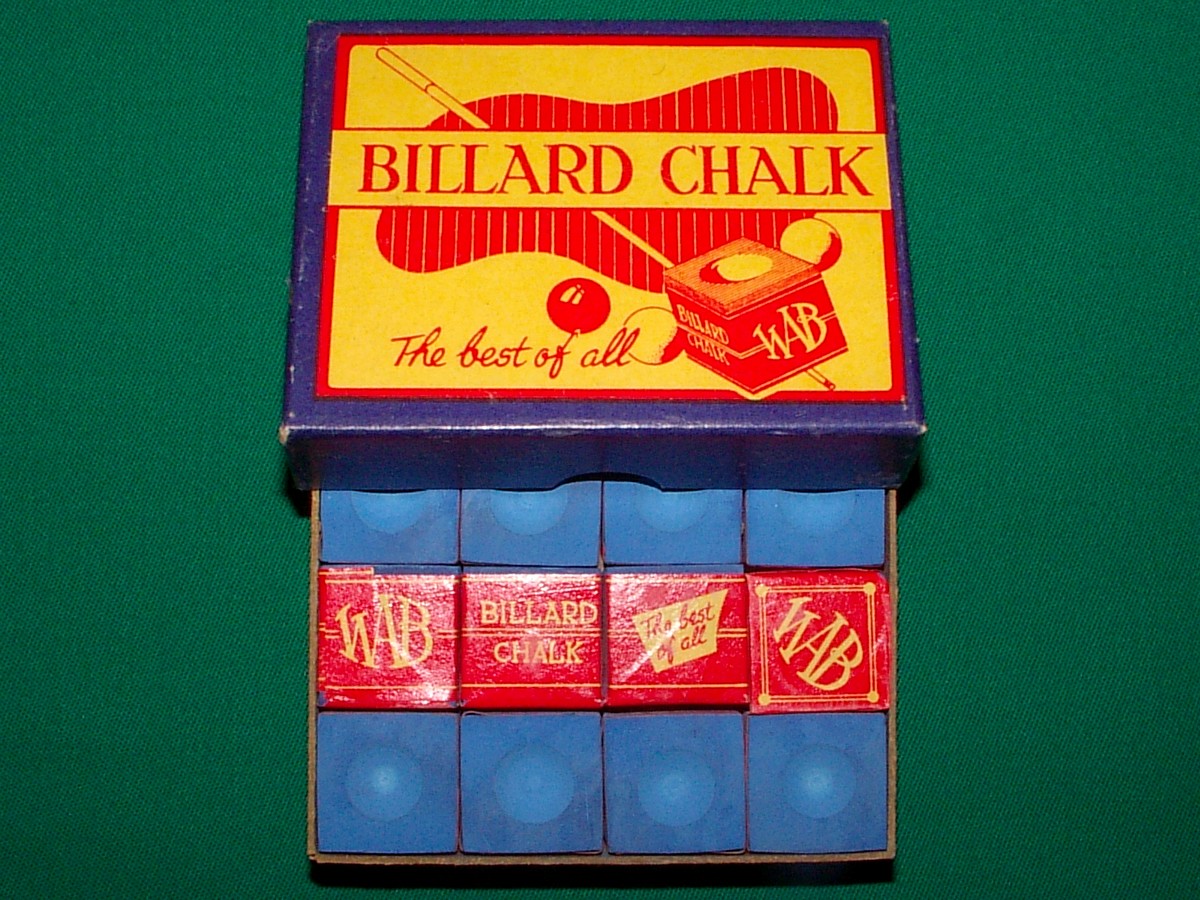 BILLARD CHALK
The best of all
BILLARD
CHALK
WAB
WAB
BILLARD
CHALK
The best
of all
WAB